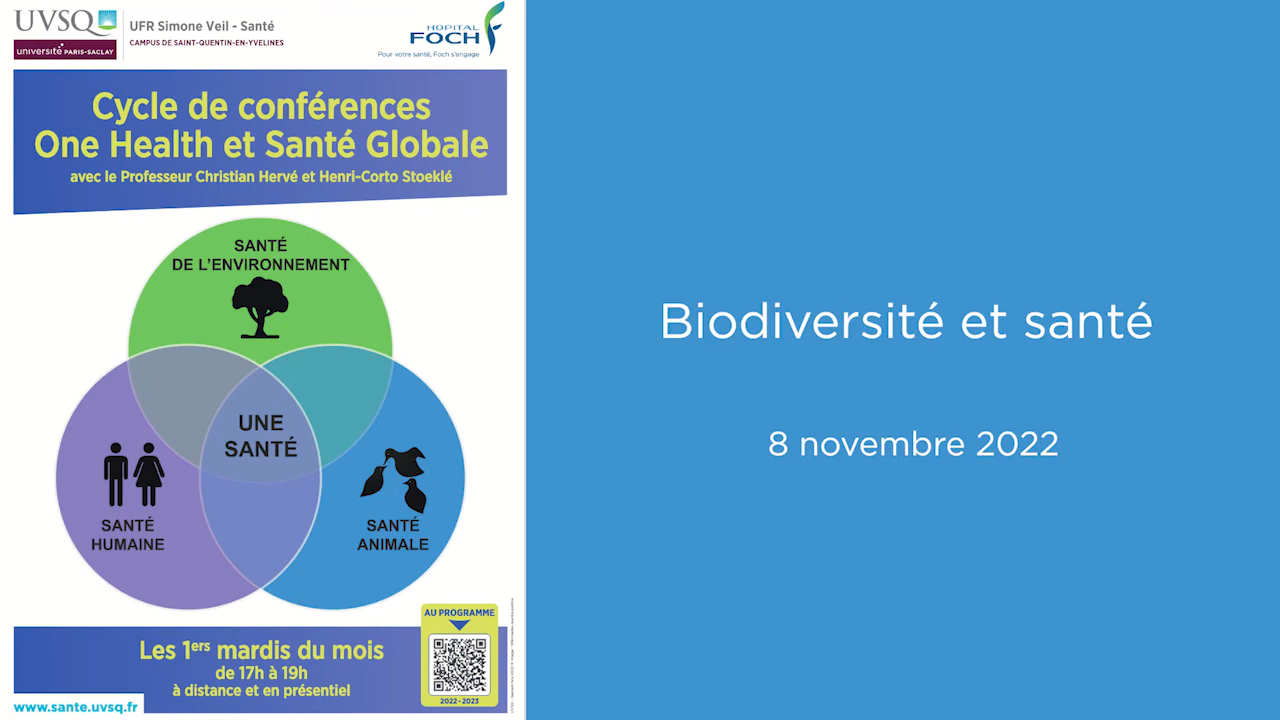 UVSQ
université PARIS-SACLAY
UFR Simone Veil - Santé
CAMPUS DE SAINT-QUENTIN-EN-YVELINES
HOPITAL
FOCH
Pour votre santé, Foch s'engage
Cycle de conférences
One Health et Santé Globale
avec le Professeur Christian Hervé et Henri-Corto Stoeklé
SANTÉ
DE L'ENVIRONNEMENT
UNE
SANTÉ
SANTÉ
HUMAINE
SANTÉ
ANIMALE
AU PROGRAMME
2022 - 2023
Les 1ers mardis du mois
de 17h à 19h
à distance et en présentiel
www.sante.uvsq.fr
Biodiversité et santé
8 novembre 2022